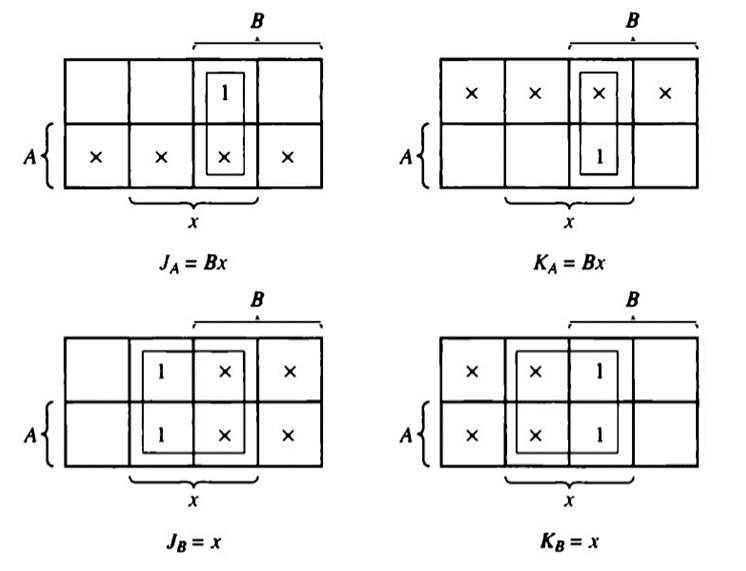 B B
1 × × × ×
A × × × × A 1
x x
J_A = Bx K_A = Bx
B B
1 × × × × 1
A 1 × × A × × 1
x x
J_B = x K_B = x